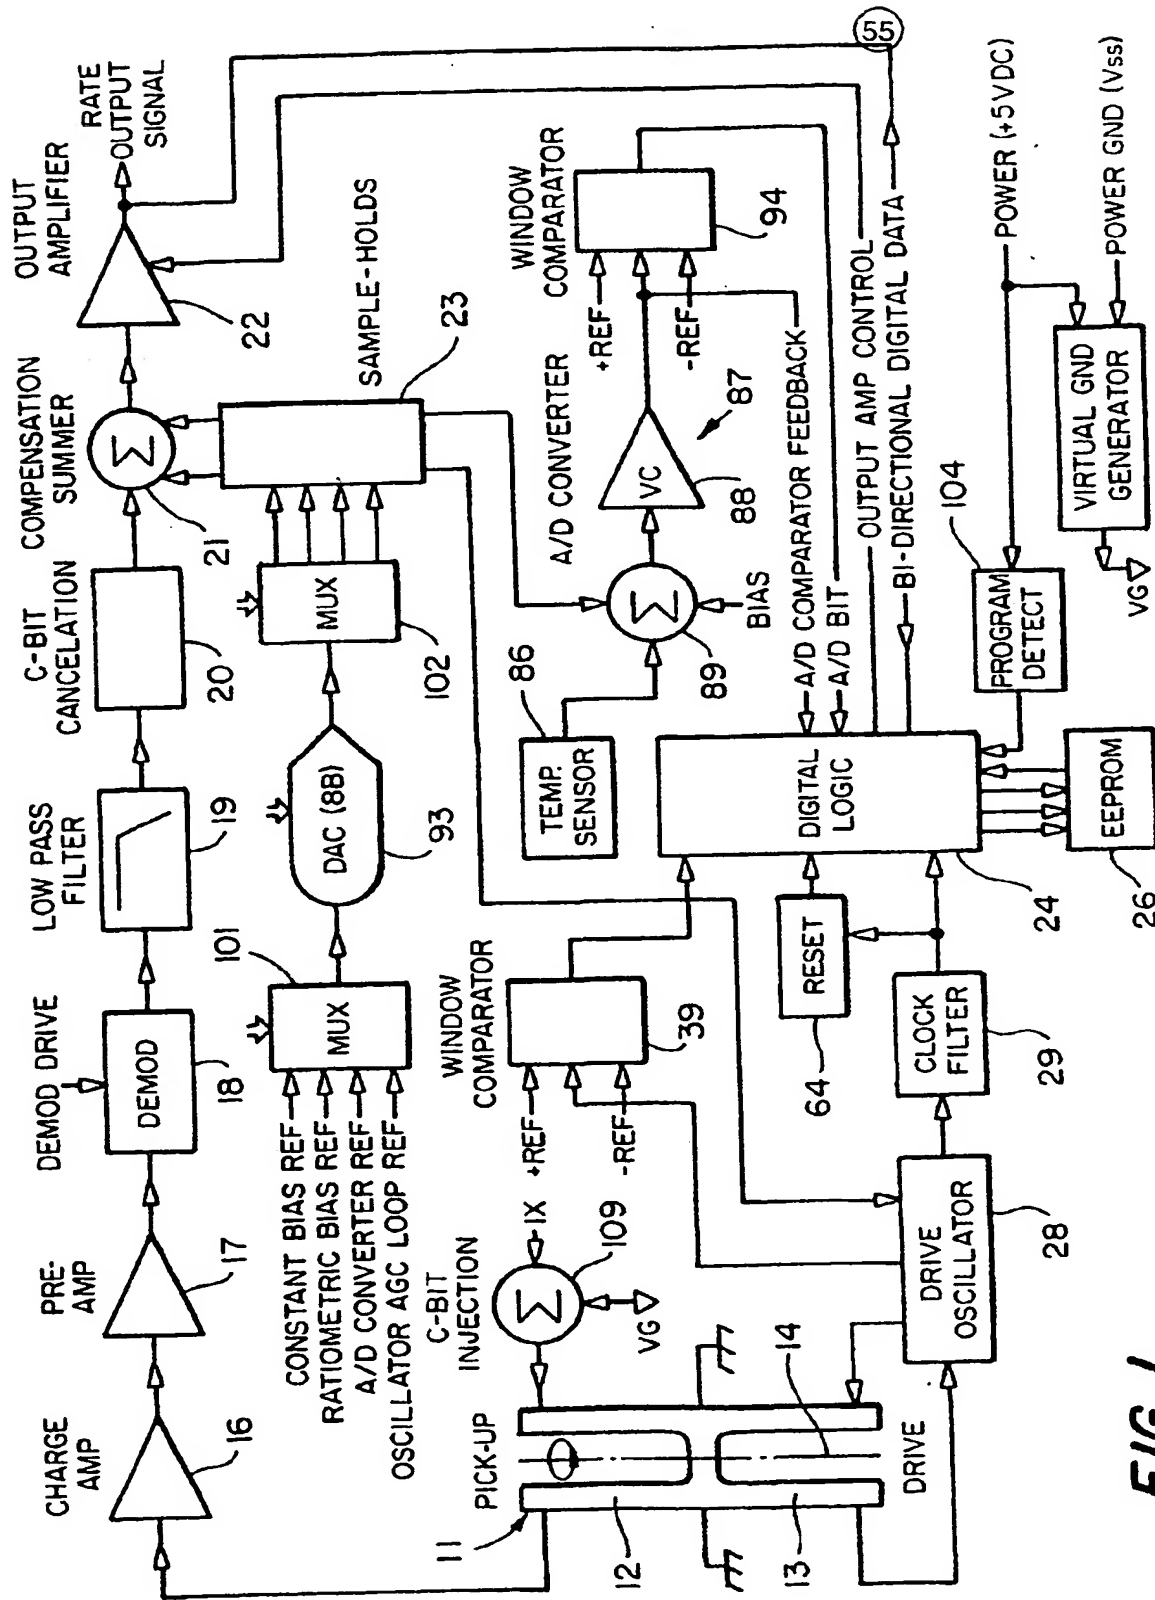 CHARGE
AMP
16
PRE-
AMP
17
DEMOD DRIVE
DEMOD
18
LOW PASS
FILTER
19
C-BIT
CANCELATION
20
COMPENSATION
SUMMER
Σ
21
OUTPUT
AMPLIFIER
22
RATE
OUTPUT
SIGNAL
55
CONSTANT BIAS REF
RATIOMETRIC BIAS REF
A/D CONVERTER REF
OSCILLATOR AGC LOOP REF
MUX
101
DAC (8B)
93
MUX
102
SAMPLE-HOLDS
23
PICK-UP
11
12
13
14
DRIVE
C-BIT
INJECTION
Σ
-1X
109
VG
WINDOW
COMPARATOR
+REF
-REF
39
TEMP.
SENSOR
86
Σ
89
BIAS
A/D CONVERTER
VC
88
87
WINDOW
COMPARATOR
+REF
-REF
94
A/D COMPARATOR FEEDBACK
A/D BIT
OUTPUT AMP CONTROL
BI-DIRECTIONAL DIGITAL DATA
DIGITAL
LOGIC
24
RESET
64
CLOCK
FILTER
29
DRIVE
OSCILLATOR
28
EEPROM
26
PROGRAM
DETECT
104
POWER (+5VDC)
POWER GND (Vss)
VIRTUAL GND
GENERATOR
VG
FIG. 1